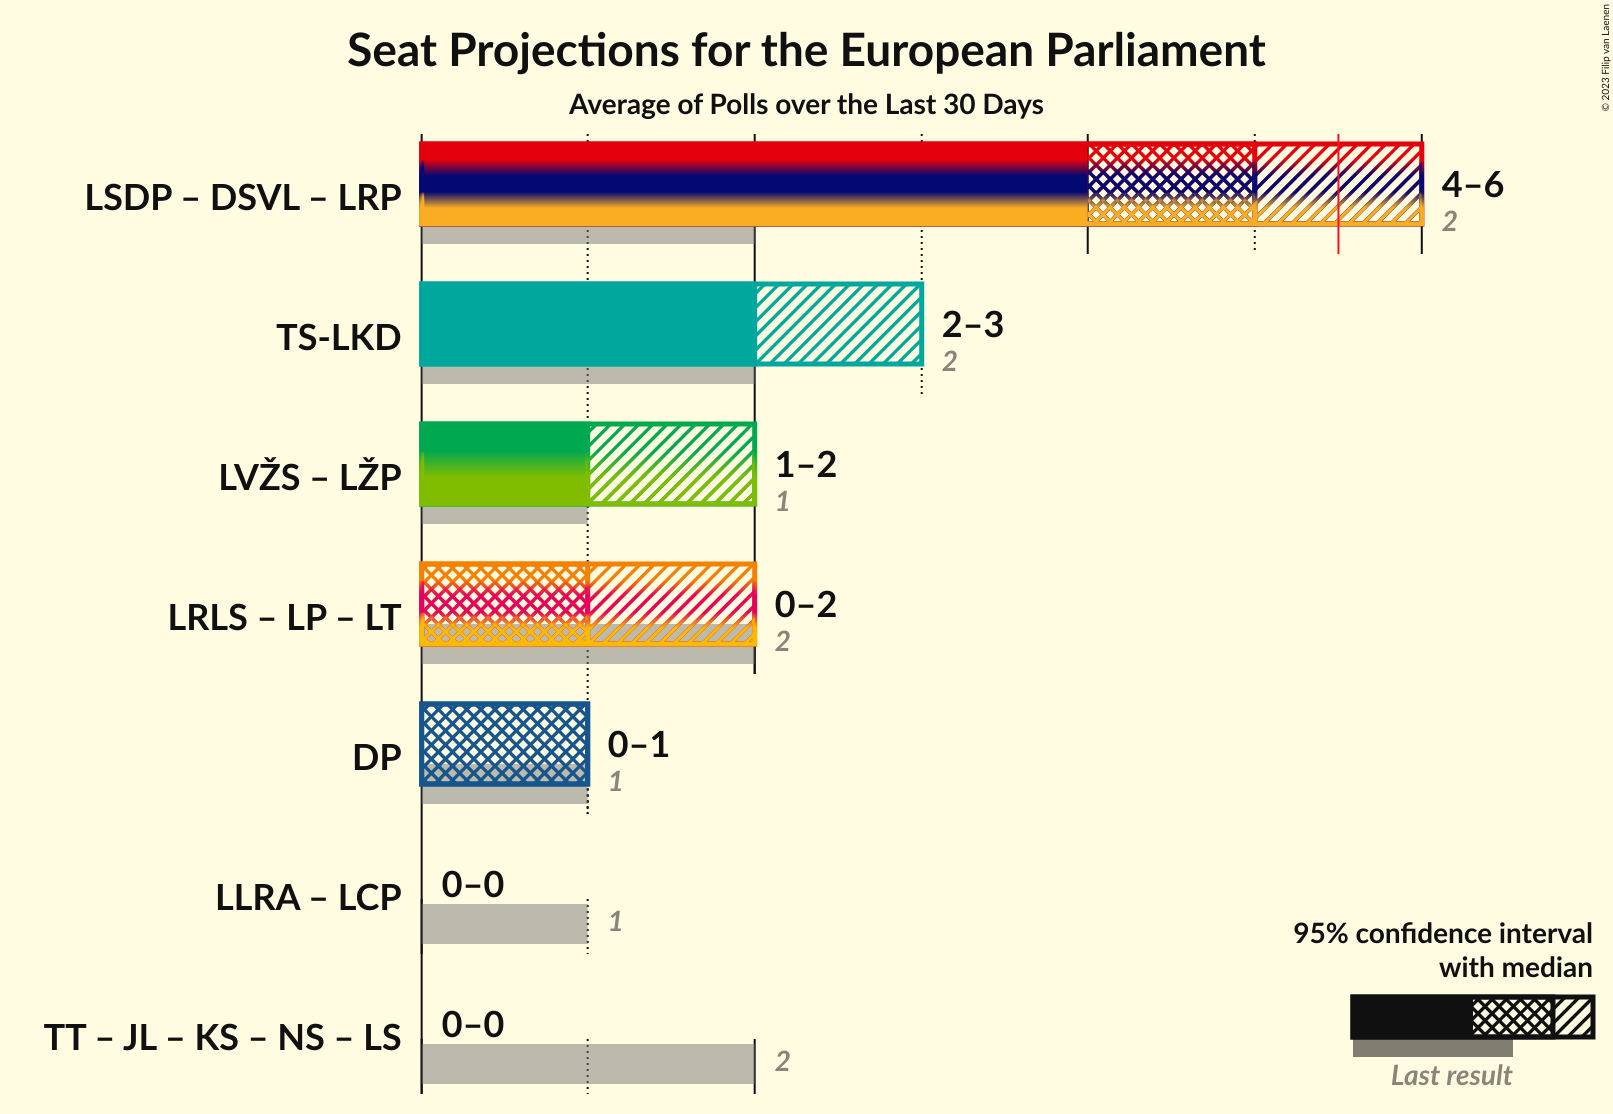 Seat Projections for the European Parliament
Average of Polls over the Last 30 Days
© 2023 Filip van Laenen
LSDP – DSVL – LRP
4–6
2
TS-LKD
2–3
2
LVŽS – LŽP
1–2
1
LRLS – LP – LT
0–2
2
DP
0–1
1
LLRA – LCP
0–0
1
TT – JL – KS – NS – LS
0–0
2
95% confidence interval
with median
Last result